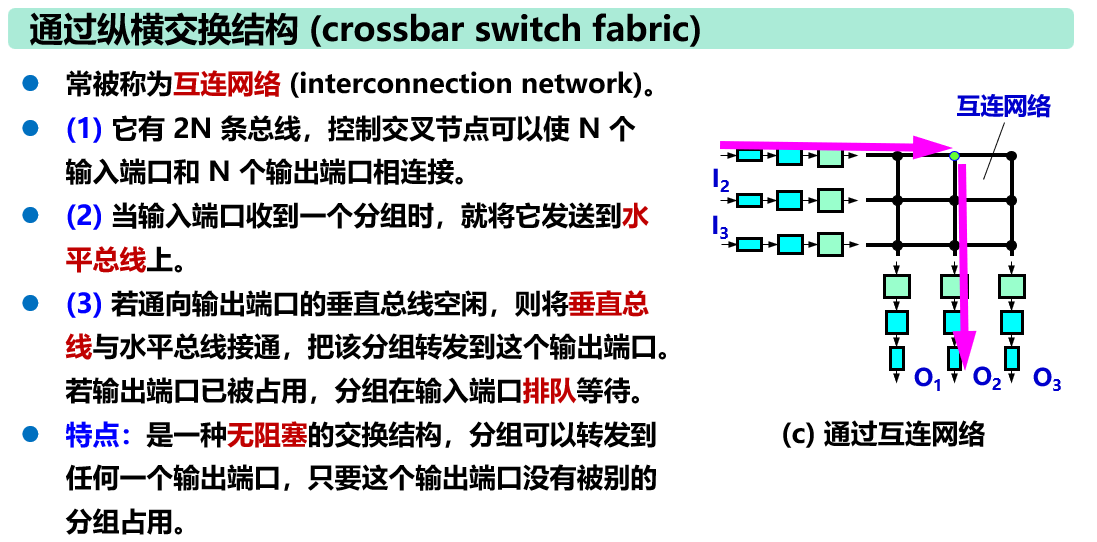 通过纵横交换结构 (crossbar switch fabric)
常被称为互连网络 (interconnection network)。
(1) 它有 2N 条总线，控制交叉节点可以使 N 个
输入端口和 N 个输出端口相连接。
(2) 当输入端口收到一个分组时，就将它发送到水
平总线上。
(3) 若通向输出端口的垂直总线空闲，则将垂直总
线与水平总线接通，把该分组转发到这个输出端口。
若输出端口已被占用，分组在输入端口排队等待。
特点：是一种无阻塞的交换结构，分组可以转发到
任何一个输出端口，只要这个输出端口没有被别的
分组占用。
互连网络
I2
I3
O1 O2 O3
(c) 通过互连网络